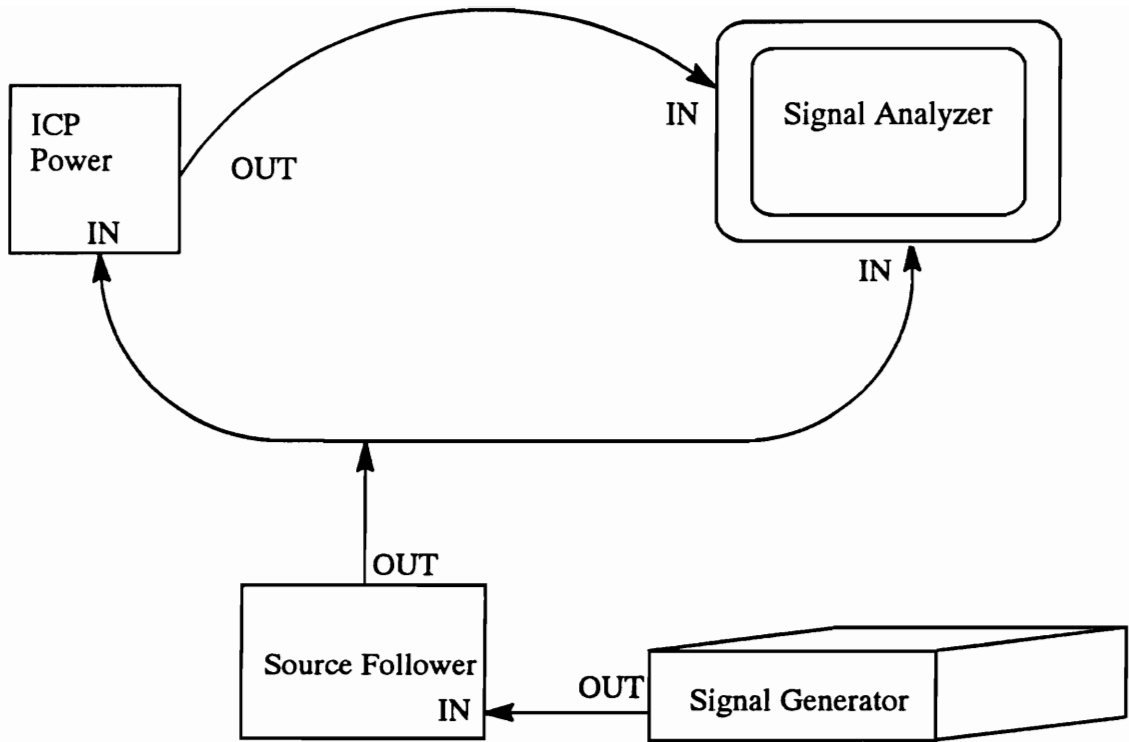 ICP
Power
IN
OUT
IN
Signal Analyzer
IN
OUT
Source Follower
IN
OUT
Signal Generator